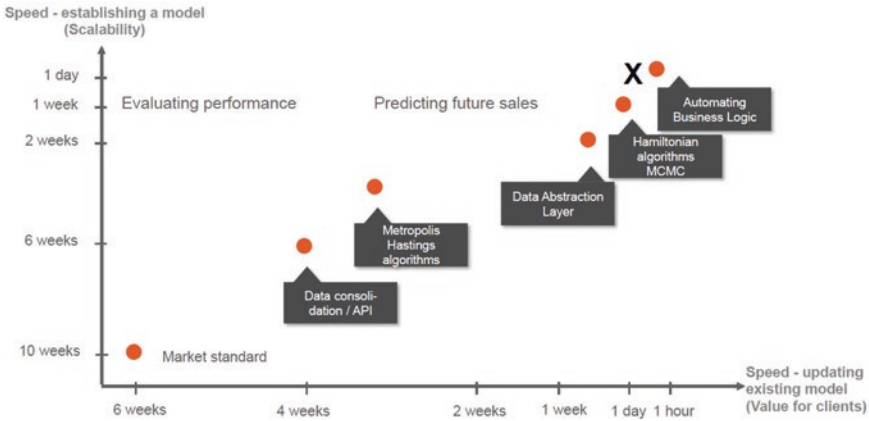 Speed - establishing a model
(Scalability)
1 day
1 week
2 weeks
6 weeks
10 weeks
Evaluating performance
Predicting future sales
X
Automating
Business Logic
Hamiltonian
algorithms
MCMC
Data Abstraction
Layer
Metropolis
Hastings
algorithms
Data consoli-
dation / API
Market standard
6 weeks
4 weeks
2 weeks
1 week
1 day
1 hour
Speed - updating
existing model
(Value for clients)